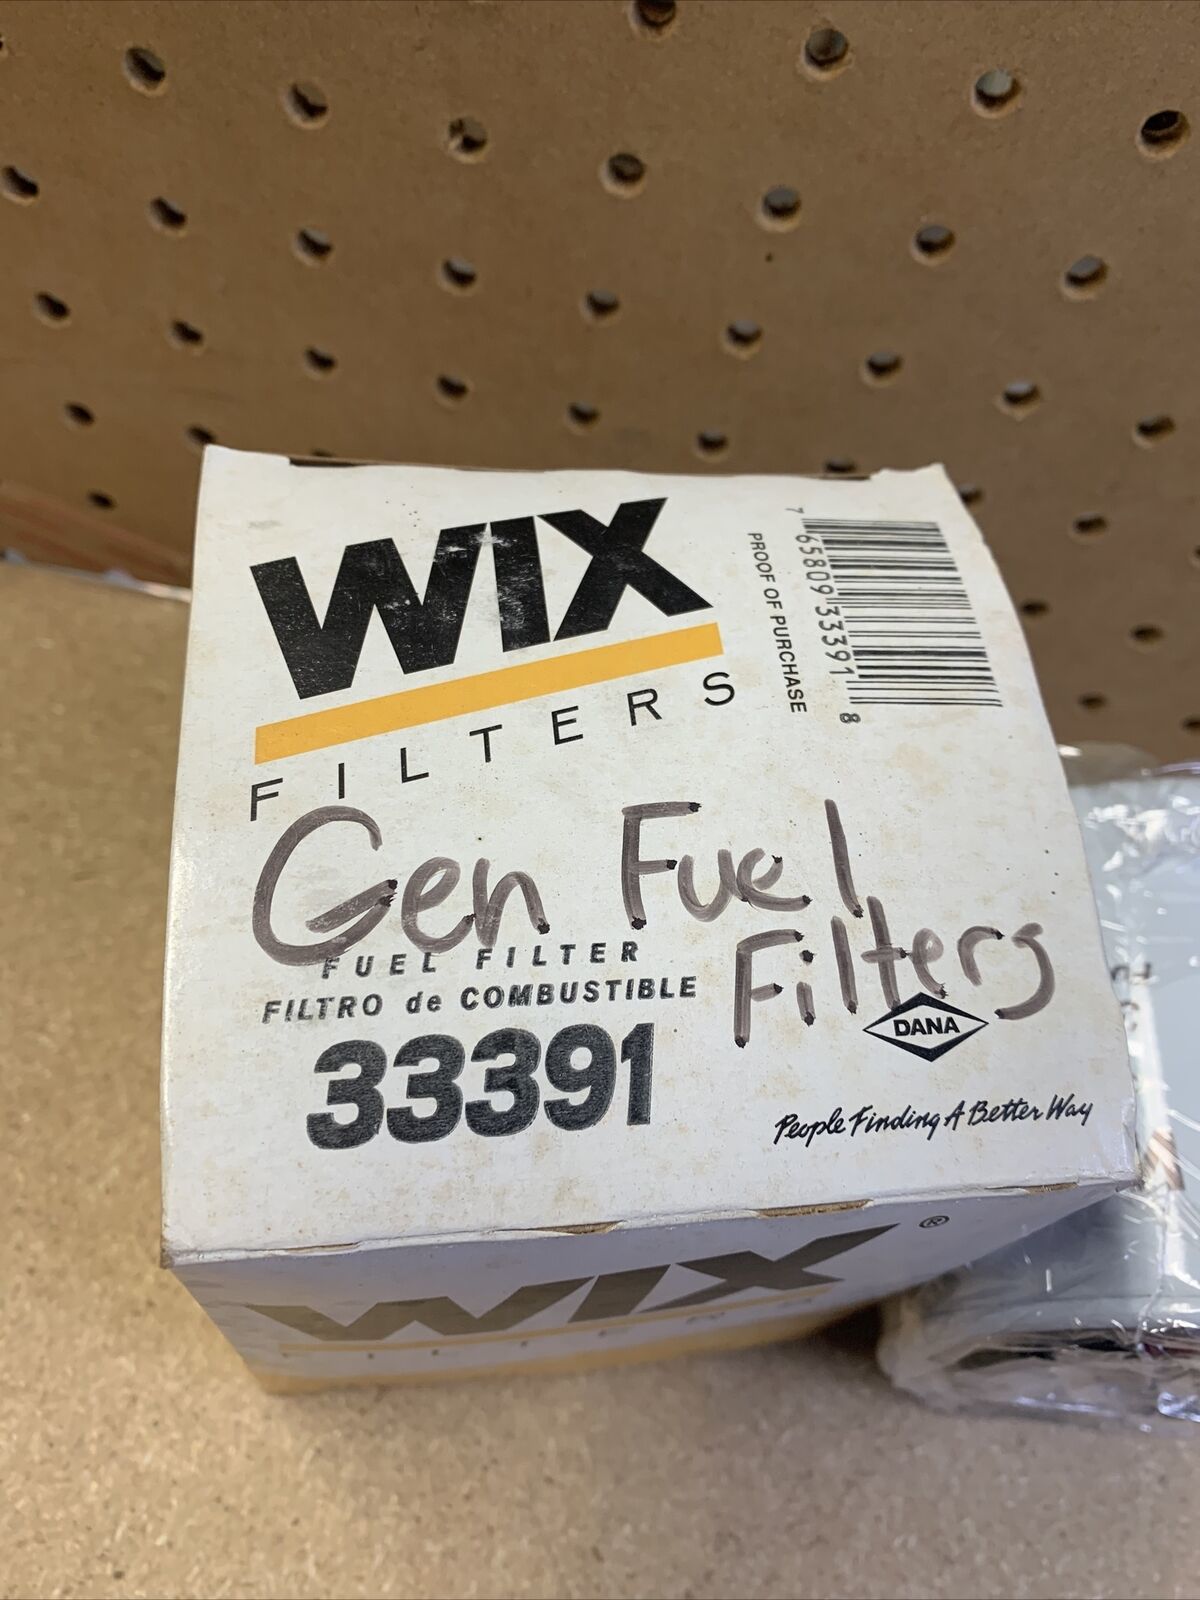 WIX
FILTERS
PROOF OF PURCHASE
7 65809 33391 8
Gen Fuel
Filters
FUEL FILTER
FILTRO de COMBUSTIBLE
33391
DANA
People Finding A Better Way
WIX ®
FILTERS